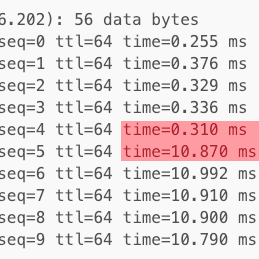 6.202): 56 data bytes
seq=0 ttl=64 time=0.255 ms
seq=1 ttl=64 time=0.376 ms
seq=2 ttl=64 time=0.329 ms
seq=3 ttl=64 time=0.336 ms
seq=4 ttl=64 time=0.310 ms
seq=5 ttl=64 time=10.870 ms
seq=6 ttl=64 time=10.992 ms
seq=7 ttl=64 time=10.910 ms
seq=8 ttl=64 time=10.900 ms
seq=9 ttl=64 time=10.790 ms